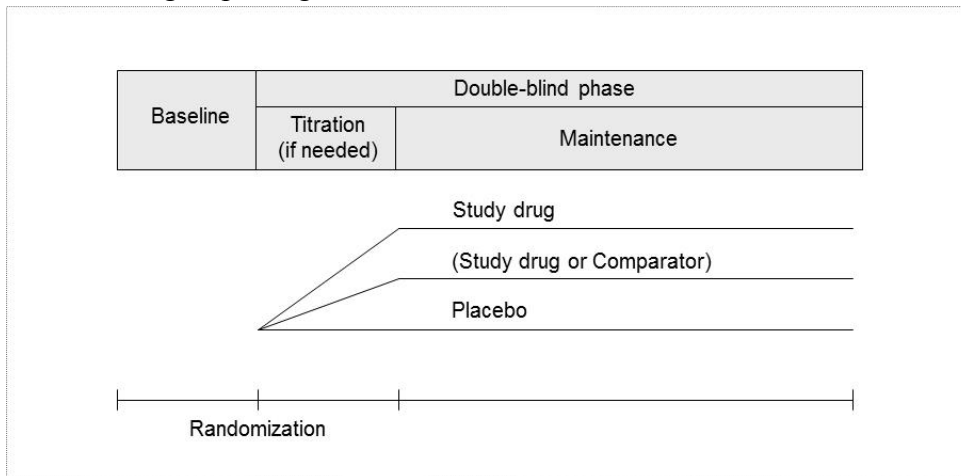 Double-blind phase
Baseline
Titration
(if needed)
Maintenance
Study drug
(Study drug or Comparator)
Placebo
Randomization